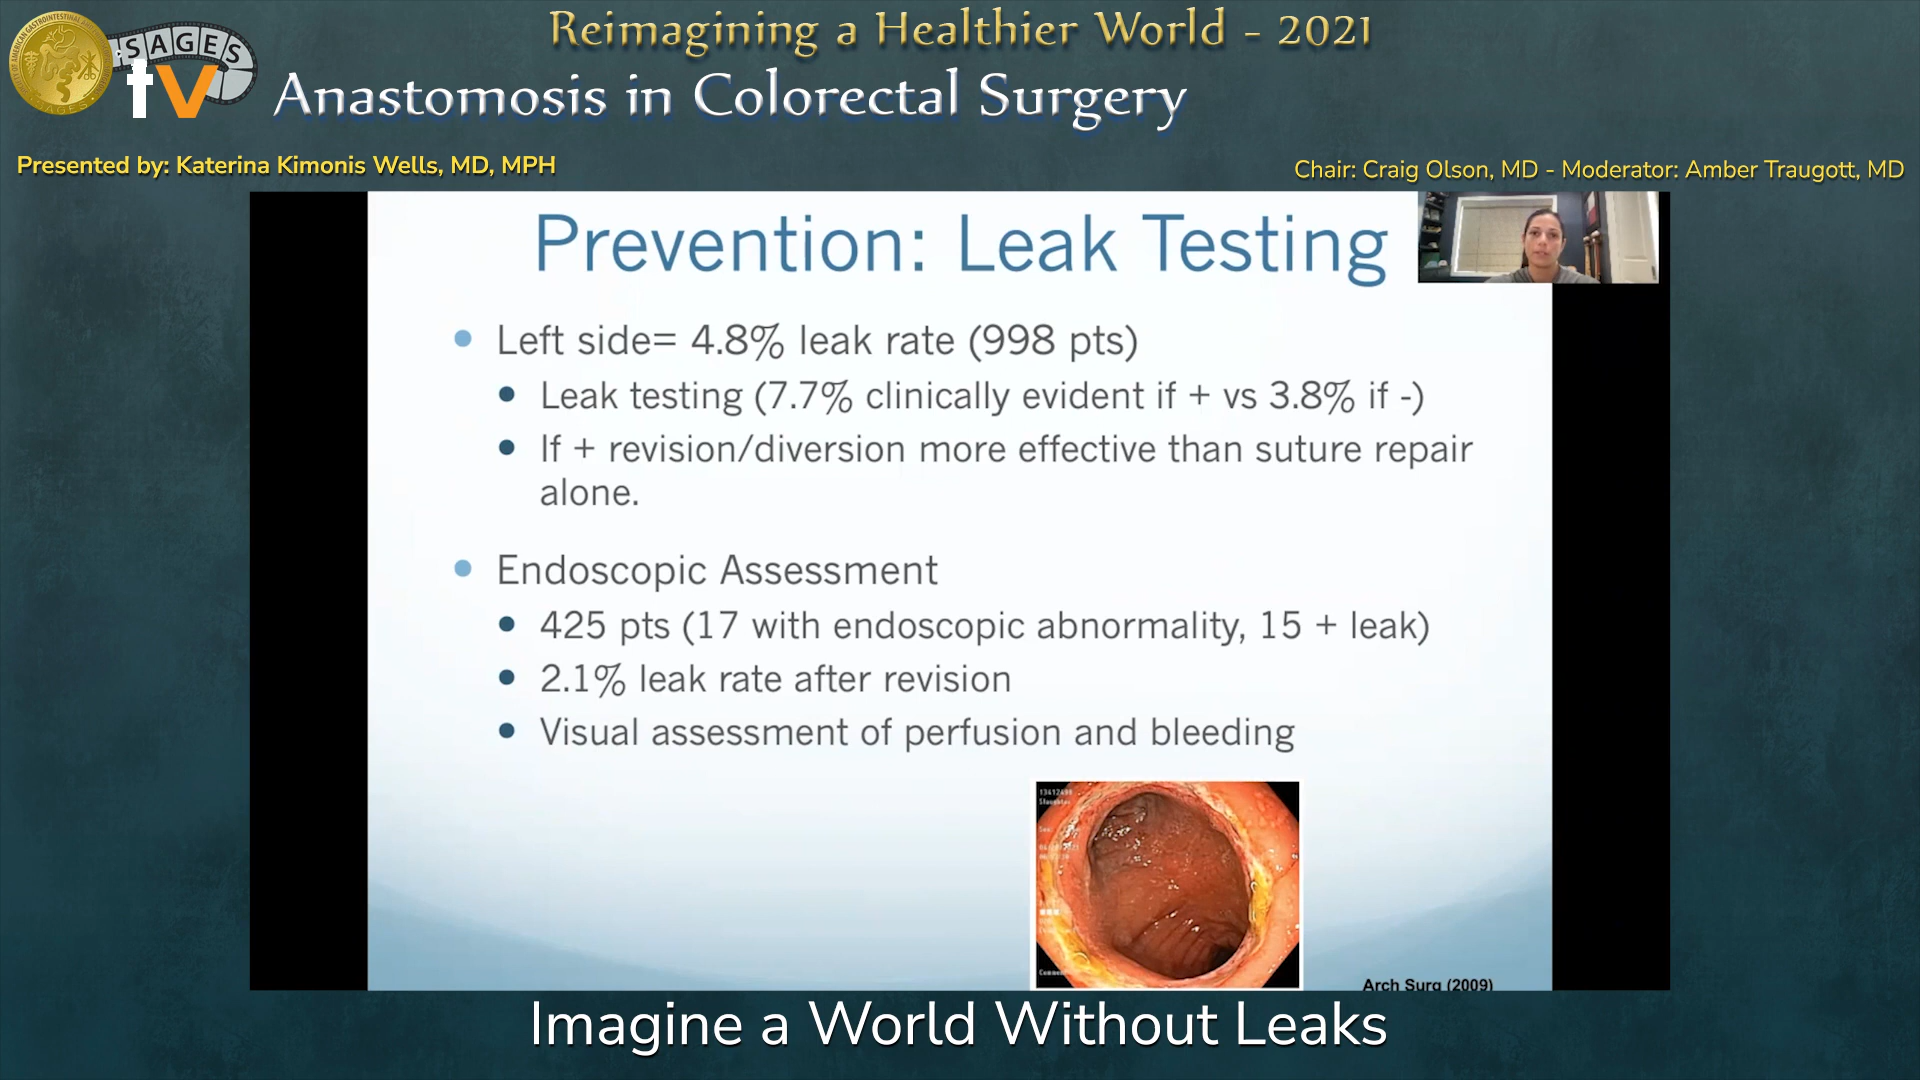 Reimagining a Healthier World - 2021
SAGES
tv
Anastomosis in Colorectal Surgery
Presented by: Katerina Kimonis Wells, MD, MPH
Chair: Craig Olson, MD - Moderator: Amber Traugott, MD
Prevention: Leak Testing
• Left side= 4.8% leak rate (998 pts)
• Leak testing (7.7% clinically evident if + vs 3.8% if -)
• If + revision/diversion more effective than suture repair
alone.
• Endoscopic Assessment
• 425 pts (17 with endoscopic abnormality, 15 + leak)
• 2.1% leak rate after revision
• Visual assessment of perfusion and bleeding
Arch Surg (2009)
Imagine a World Without Leaks